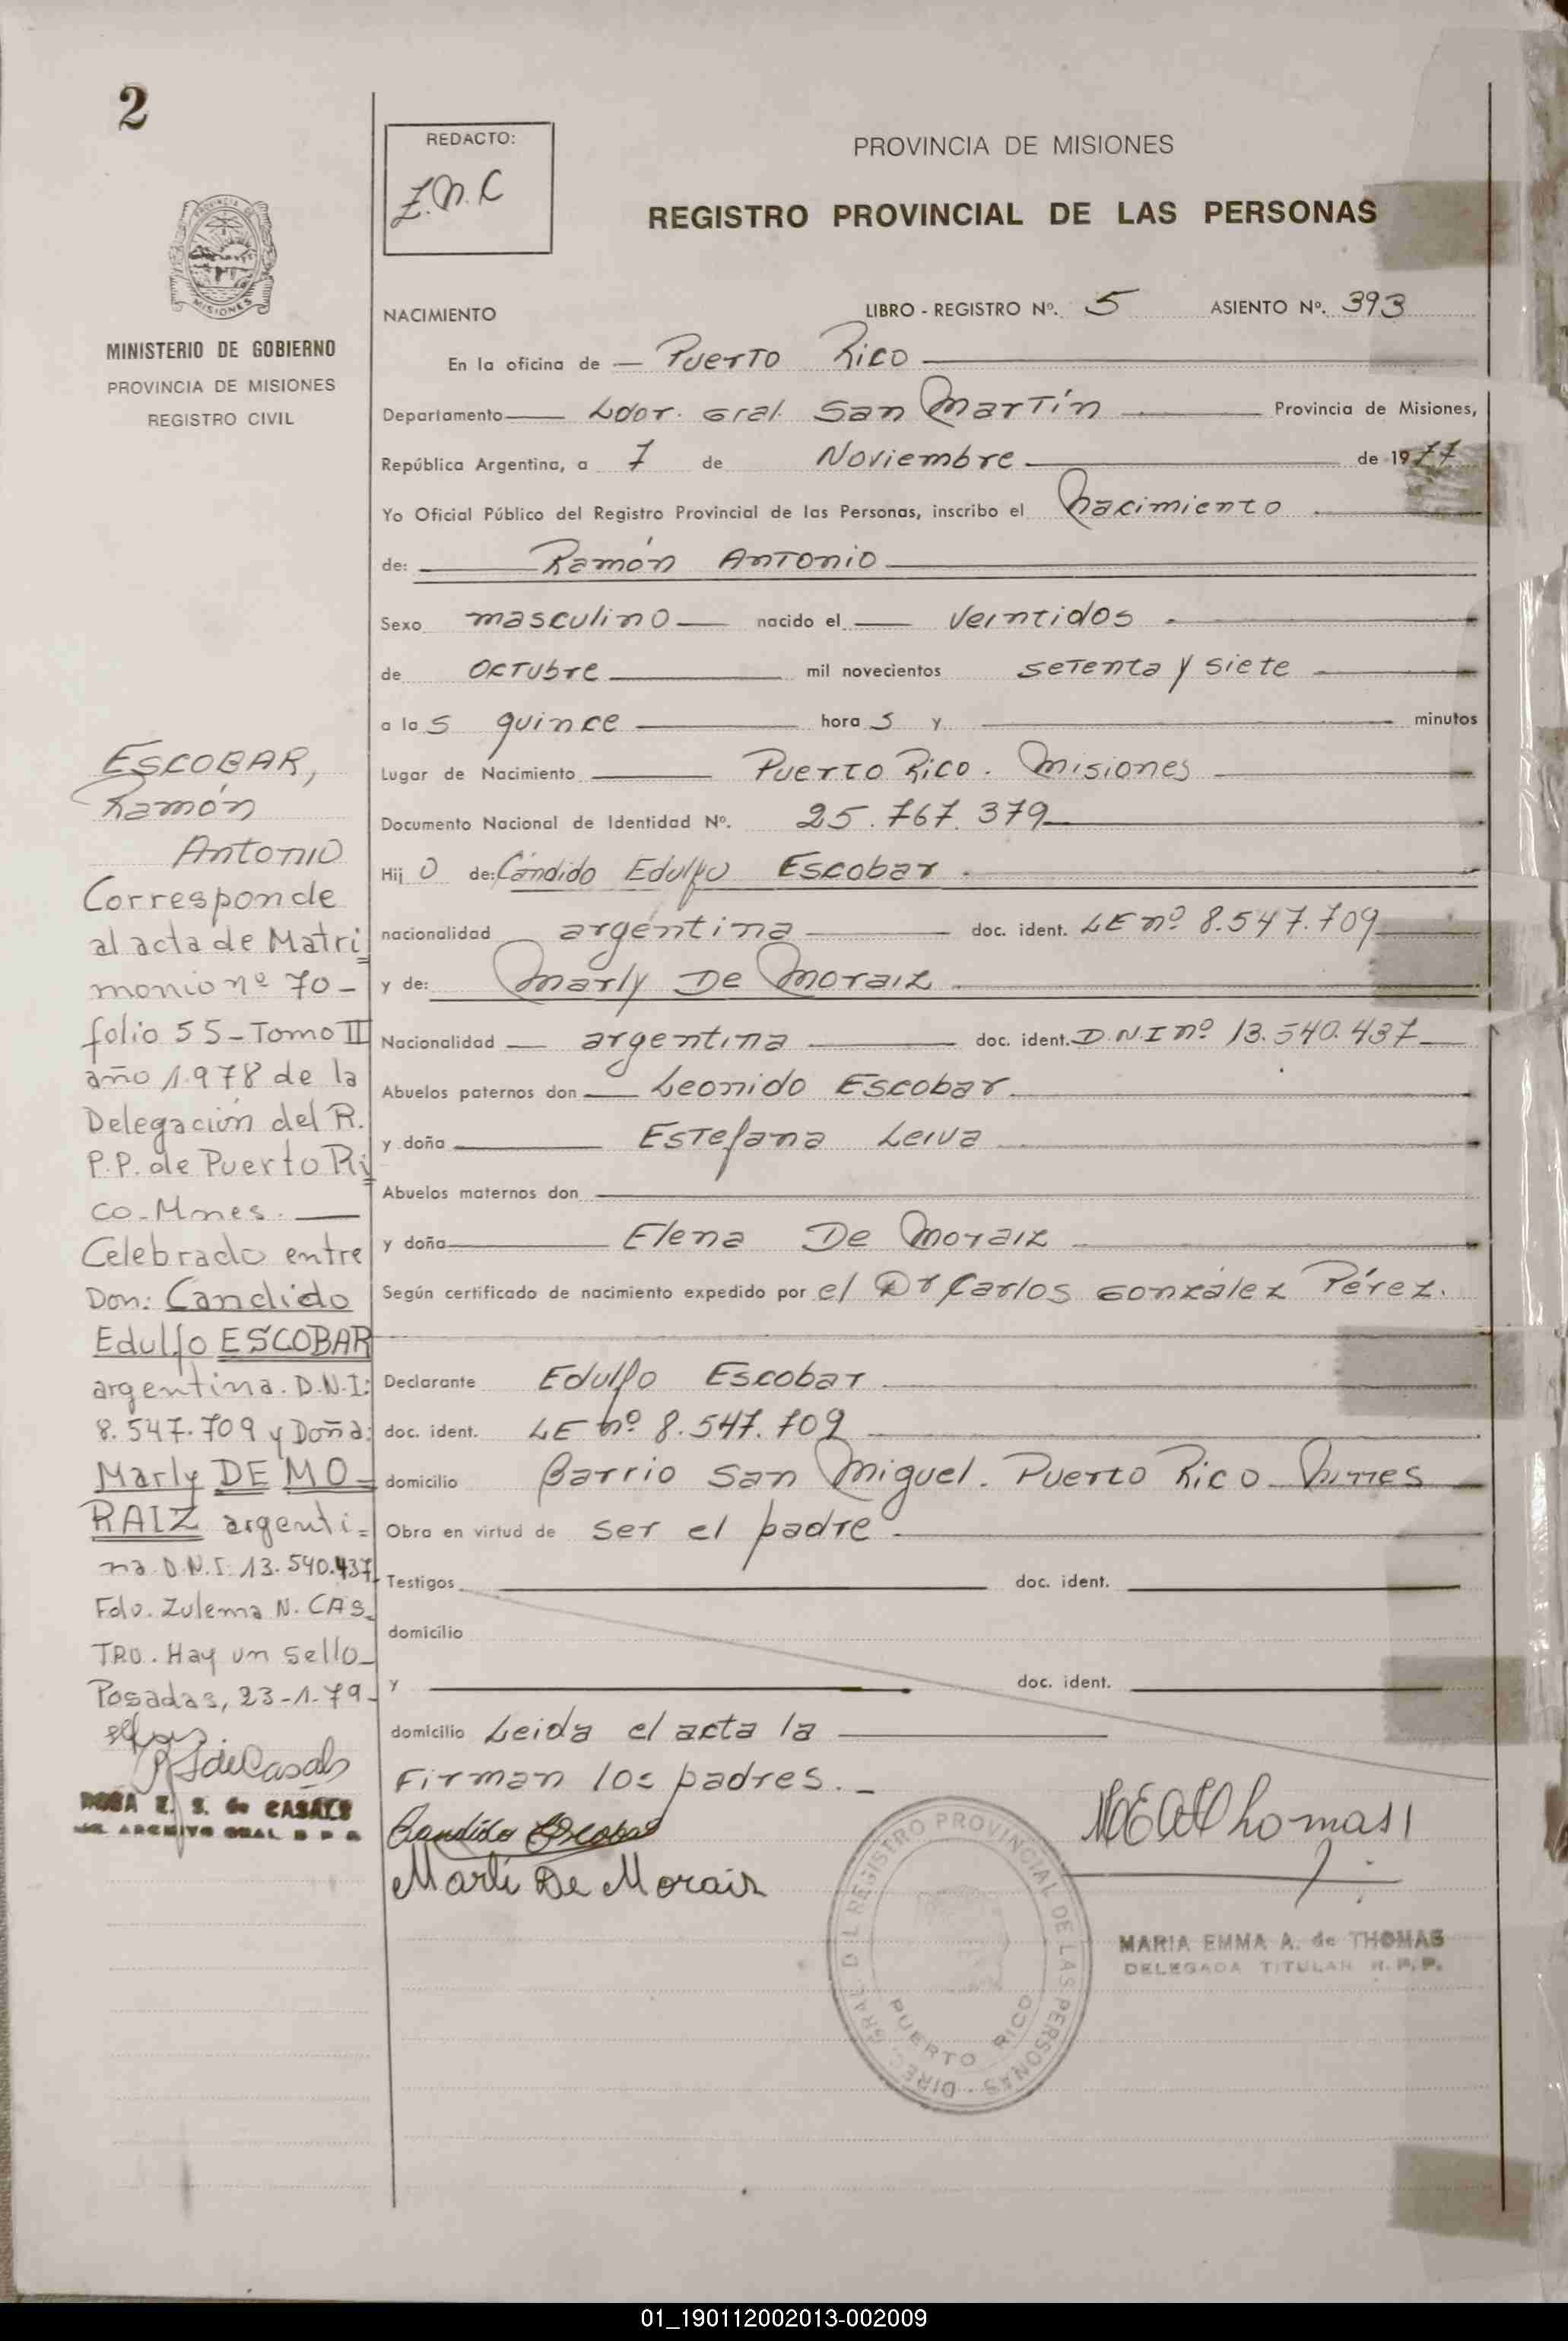 2
REDACTO:
Z.N.C
PROVINCIA DE MISIONES
REGISTRO PROVINCIAL DE LAS PERSONAS
PROVINCIA DE
MISIONES
MINISTERIO DE GOBIERNO
PROVINCIA DE MISIONES
REGISTRO CIVIL
NACIMIENTO LIBRO - REGISTRO Nº. 5 ASIENTO Nº. 393
En la oficina de Puerto Rico
Departamento Ldor. Gral. San Martín Provincia de Misiones,
República Argentina, a 7 de Noviembre de 1977
Yo Oficial Público del Registro Provincial de las Personas, inscribo el Nacimiento
de: Ramón Antonio
Sexo masculino nacido el veintidos
de octubre mil novecientos setenta y siete
a las quince horas y minutos
Lugar de Nacimiento Puerto Rico. Misiones
Documento Nacional de Identidad Nº. 25.767.379
Hijo de: Cándido Edulfo Escobar
nacionalidad argentina doc. ident. LE nº 8.547.709
y de: Marly De Moraiz
Nacionalidad argentina doc. ident. D.N.I nº 13.540.437
Abuelos paternos don Leonido Escobar
y doña Estefana Leiva
Abuelos maternos don
y doña Elena De Moraiz
Según certificado de nacimiento expedido por el Dr Carlos González Pérez.
Declarante Edulfo Escobar
doc. ident. LE nº 8.547.709
domicilio Barrio San Miguel. Puerto Rico Mnes
Obra en virtud de ser el padre
Testigos doc. ident.
domicilio
y doc. ident.
domicilio Leida el acta la
Firman los padres.
Candido Escobar
Marli De Morais
MEAThomas
MARIA EMMA A. de THOMAS
DELEGADA TITULAR R.P.P.
DIREC. GRAL. DEL REGISTRO PROVINCIAL DE LAS PERSONAS
PUERTO RICO
ESCOBAR,
Ramón
Antonio
Corresponde
al acta de Matri=
monio nº 70-
folio 55-Tomo III
año 1.978 de la
Delegación del R.
P.P. de Puerto Ri=
co-Mnes.
Celebrado entre
Don: Candido
Edulfo ESCOBAR
argentina. D.N.I:
8.547.709 y Doña:
Marly DE MO=
RAIZ argenti=
na D.N.I. 13.540.437
Fdo. Zulema N. CAS_
TRO. Hay un sello_
Posadas, 23-1-79-
RSdeCasals
ROSA E. S. de CASALS
ARCHIVO GRAL R P P
01_190112002013-002009